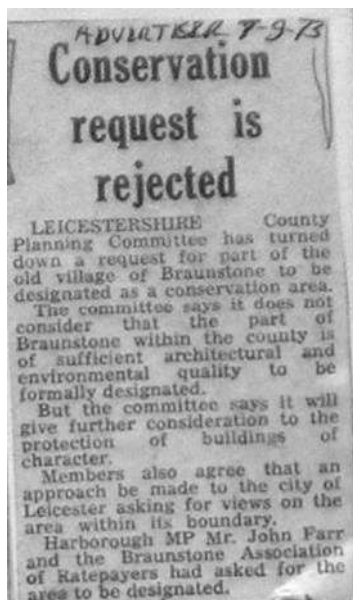 ADVERTISER 7-9-73
Conservation
request is
rejected
LEICESTERSHIRE County
Planning Committee has turned
down a request for part of the
old village of Braunstone to be
designated as a conservation area.
The committee says it does not
consider that the part of
Braunstone within the county is
of sufficient architectural and
environmental quality to be
formally designated.
But the committee says it will
give further consideration to the
protection of buildings of
character.
Members also agree that an
approach be made to the city of
Leicester asking for views on the
area within its boundary.
Harborough MP Mr. John Farr
and the Braunstone Association
of Ratepayers had asked for the
area to be designated.